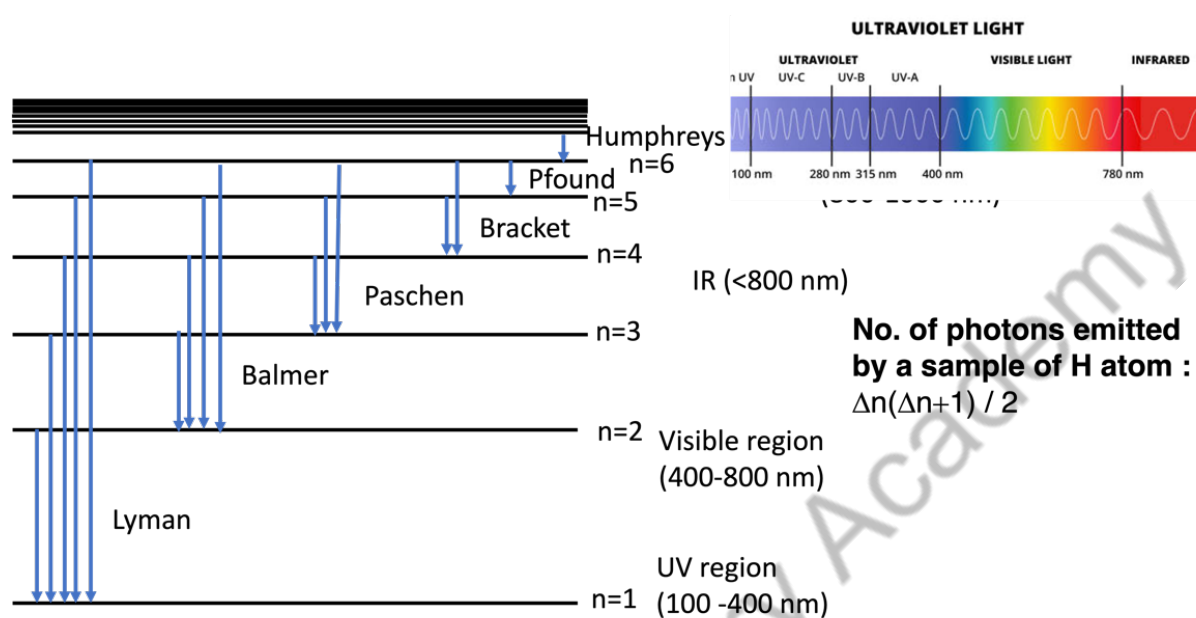 ULTRAVIOLET LIGHT
ULTRAVIOLET VISIBLE LIGHT INFRARED
n UV UV-C UV-B UV-A
100 nm 280 nm 315 nm 400 nm 780 nm
Humphreys
n=6
Pfound
n=5
Bracket
n=4
IR (<800 nm)
Paschen
n=3
No. of photons emitted
by a sample of H atom :
Δn(Δn+1) / 2
Balmer
n=2
Visible region
(400-800 nm)
Lyman
UV region
n=1
(100 -400 nm)
y Academy